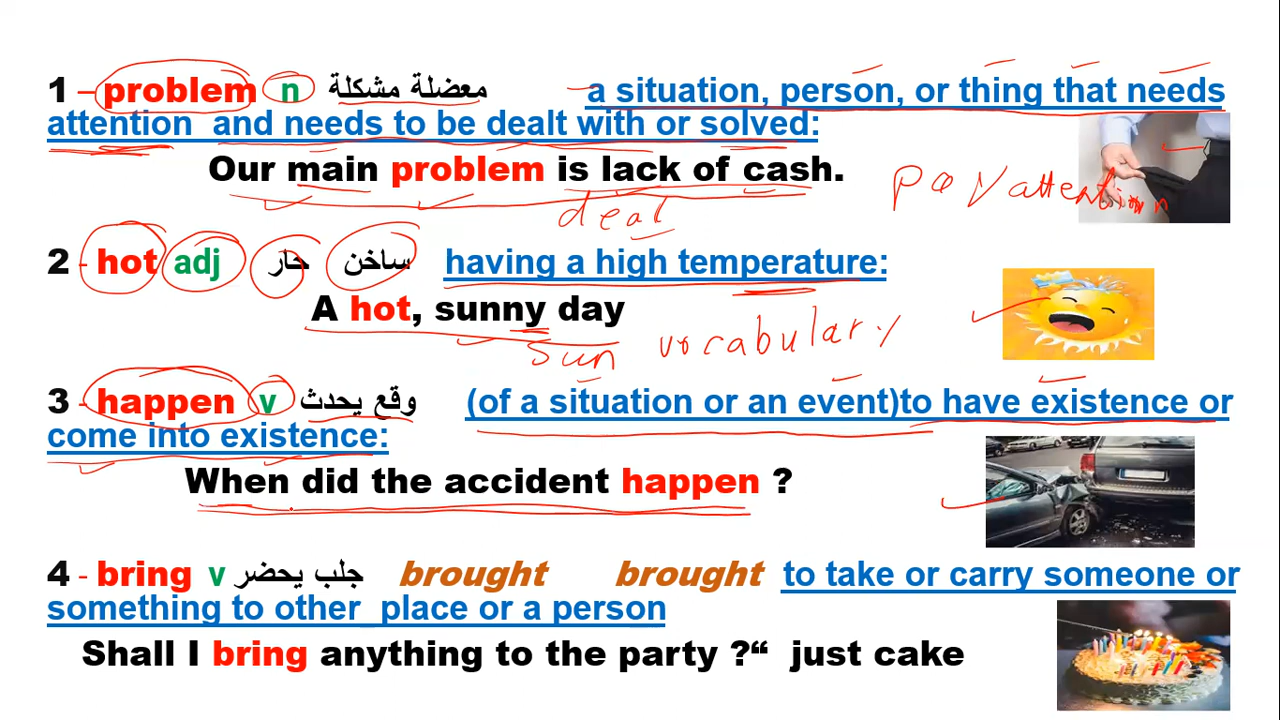 1 – problem n معضلة مشكلة a situation, person, or thing that needs
attention and needs to be dealt with or solved:
Our main problem is lack of cash.
pay attention
deal
2 - hot adj حار ساخن having a high temperature:
A hot, sunny day
sun vocabulary
3 - happen v وقع يحدث (of a situation or an event)to have existence or
come into existence:
When did the accident happen ?
4 - bring v جلب يحضر brought brought to take or carry someone or
something to other place or a person
Shall I bring anything to the party ?“ just cake